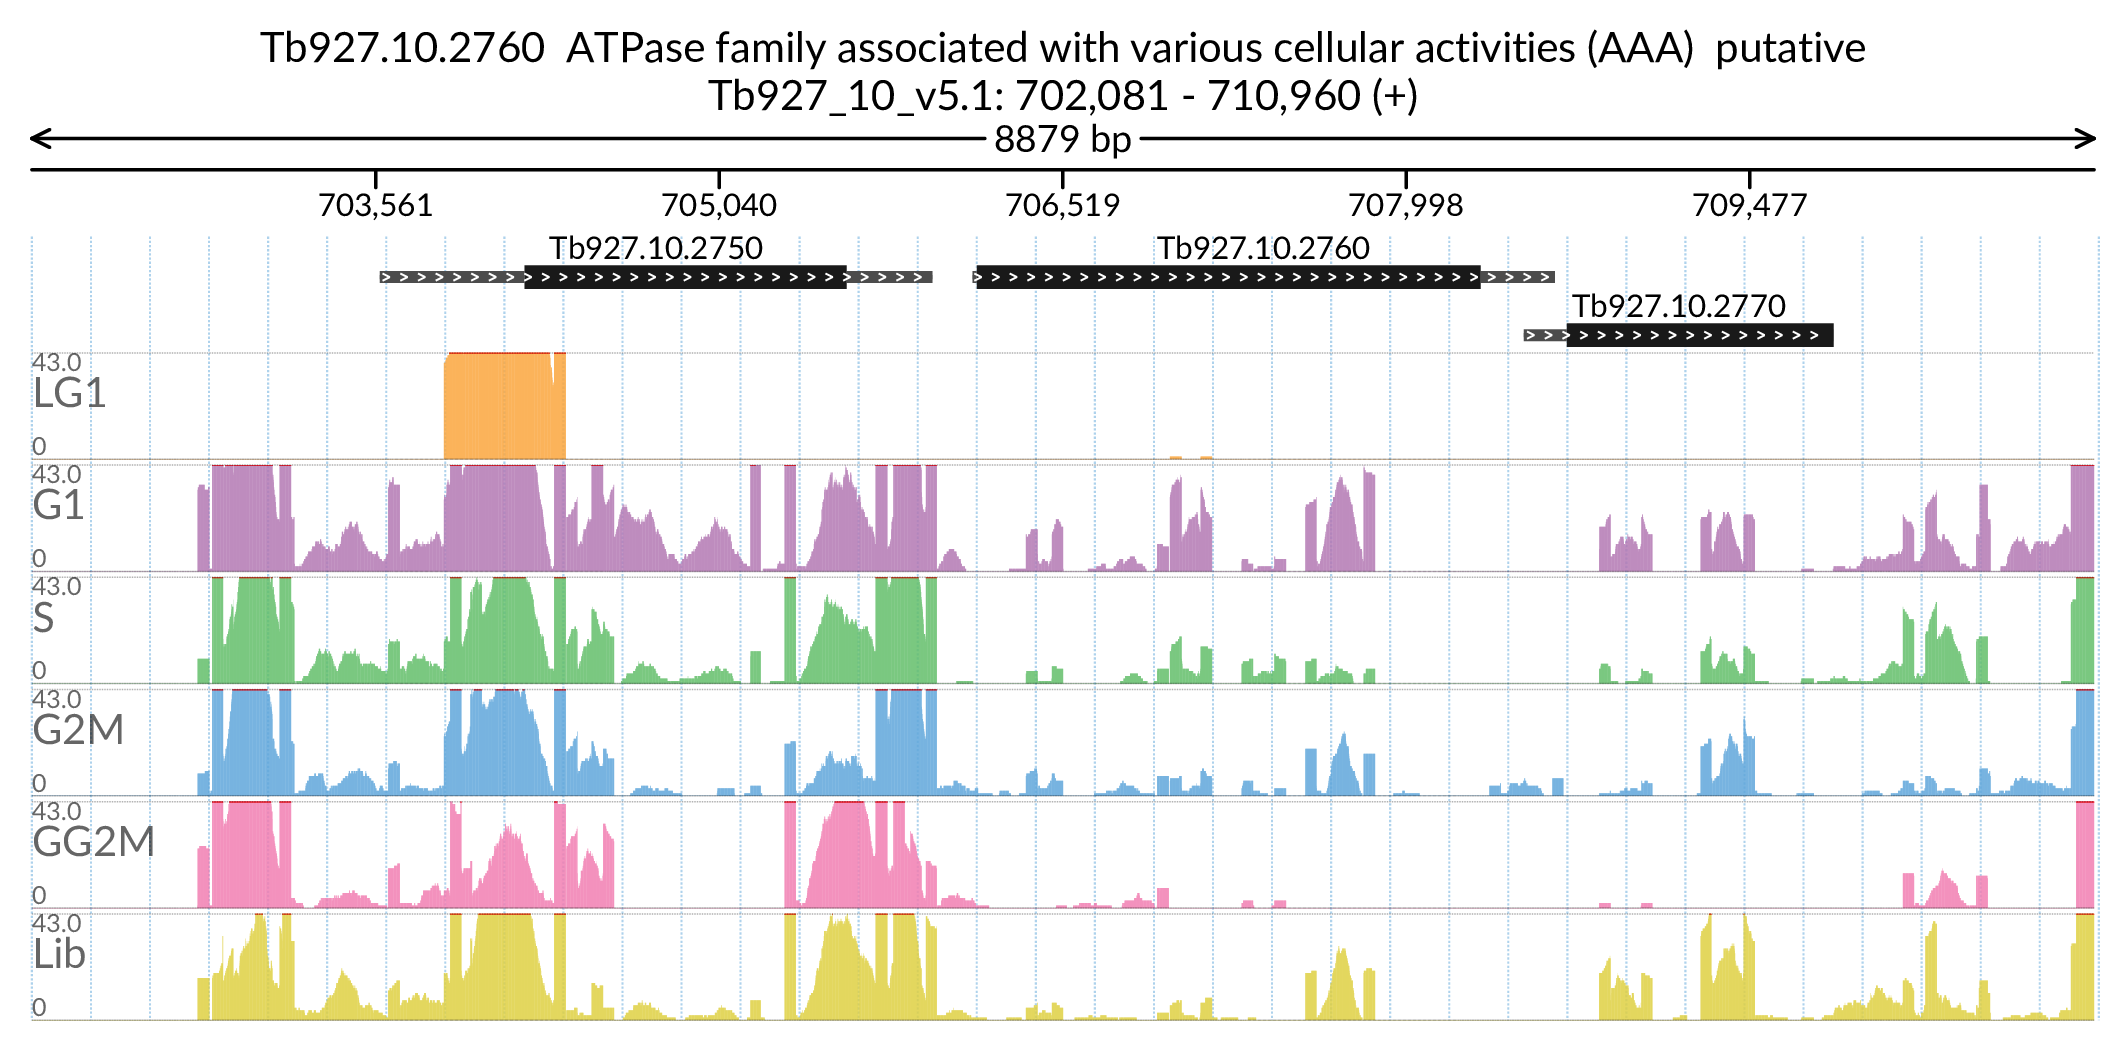 Tb927.10.2760 ATPase family associated with various cellular activities (AAA) putative
Tb927_10_v5.1: 702,081 - 710,960 (+)
8879 bp
703,561 705,040 706,519 707,998 709,477
Tb927.10.2750 Tb927.10.2760
Tb927.10.2770
43.0
LG1
0
43.0
G1
0
43.0
S
0
43.0
G2M
0
43.0
GG2M
0
43.0
Lib
0